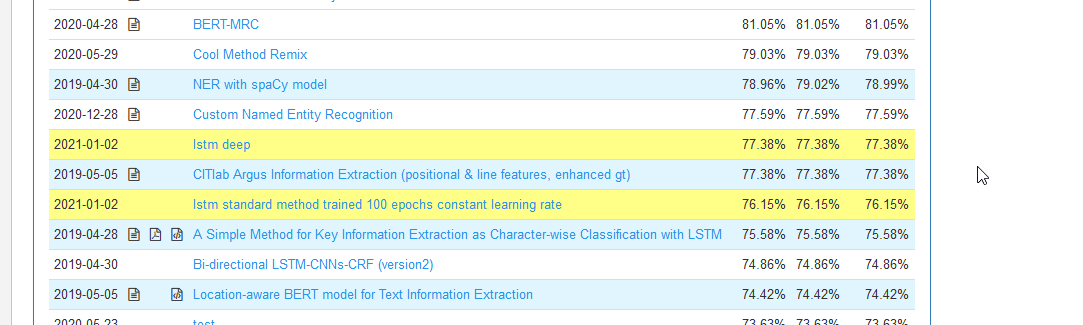 2020-04-28 BERT-MRC 81.05% 81.05% 81.05%
2020-05-29 Cool Method Remix 79.03% 79.03% 79.03%
2019-04-30 NER with spaCy model 78.96% 79.02% 78.99%
2020-12-28 Custom Named Entity Recognition 77.59% 77.59% 77.59%
2021-01-02 lstm deep 77.38% 77.38% 77.38%
2019-05-05 CITlab Argus Information Extraction (positional & line features, enhanced gt) 77.38% 77.38% 77.38%
2021-01-02 lstm standard method trained 100 epochs constant learning rate 76.15% 76.15% 76.15%
2019-04-28 A Simple Method for Key Information Extraction as Character-wise Classification with LSTM 75.58% 75.58% 75.58%
2019-04-30 Bi-directional LSTM-CNNs-CRF (version2) 74.86% 74.86% 74.86%
2019-05-05 Location-aware BERT model for Text Information Extraction 74.42% 74.42% 74.42%
2020-06-23 test 73.63% 73.63% 73.63%